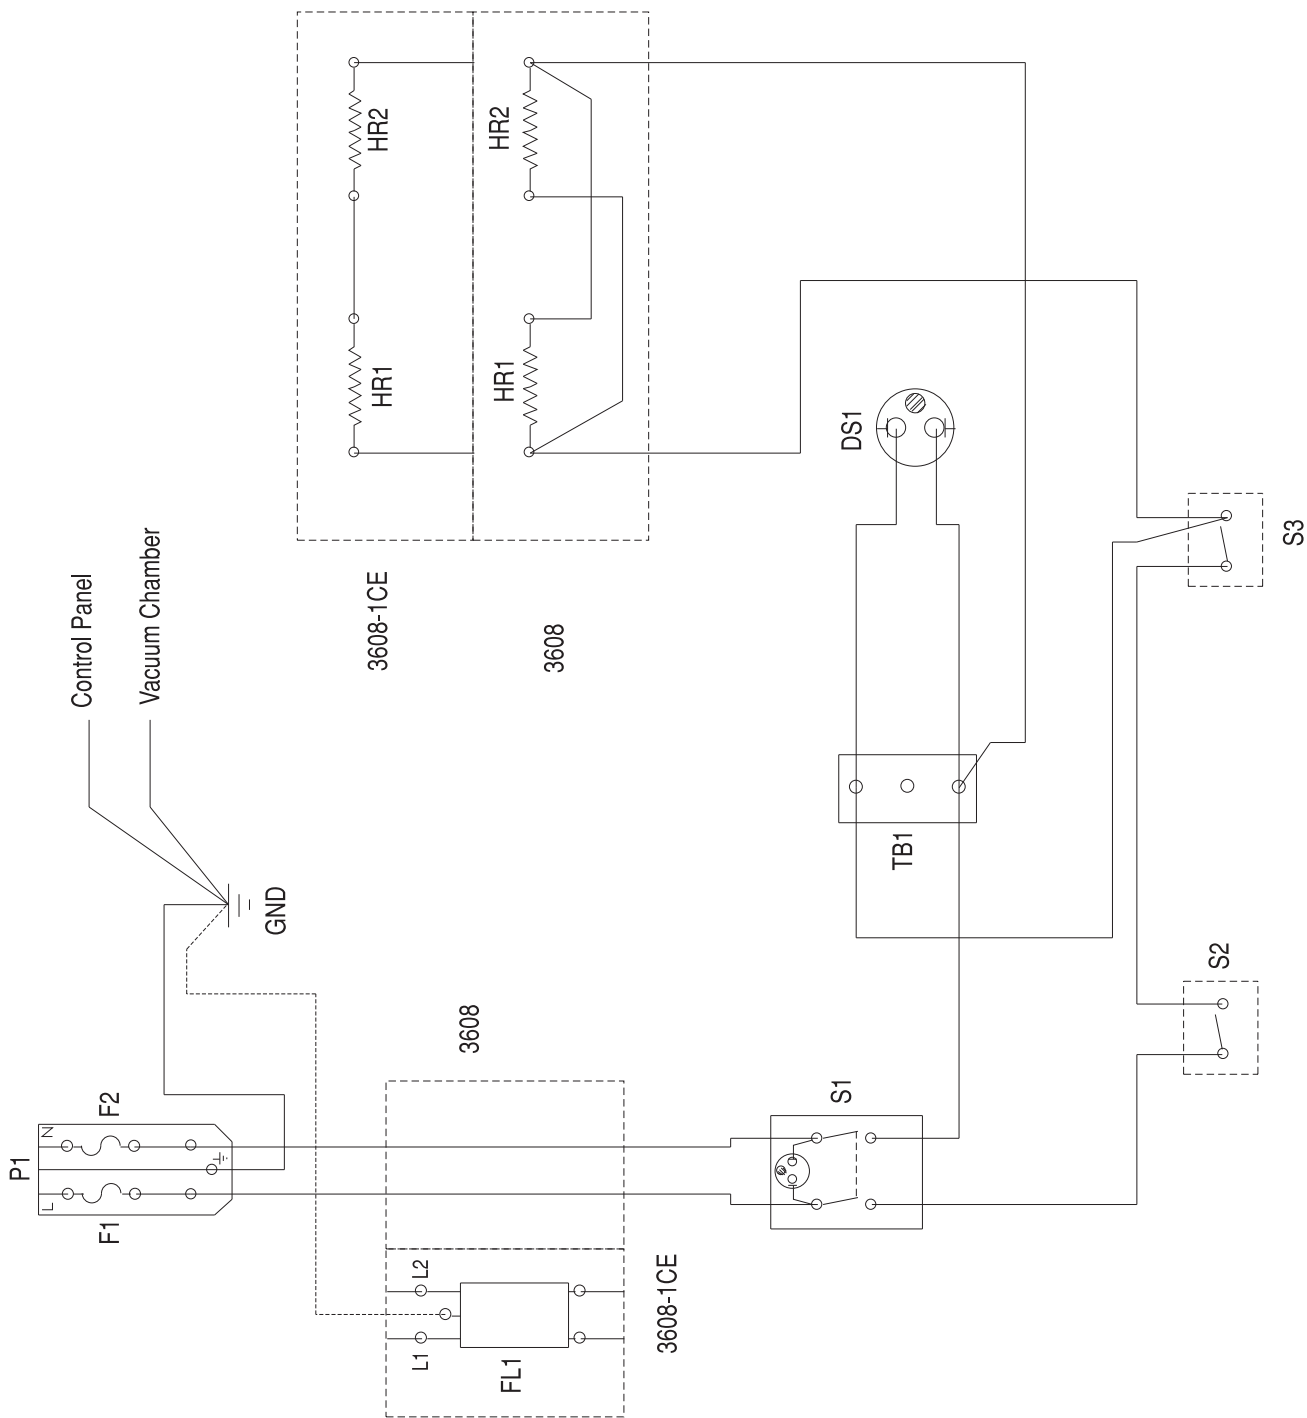 P1
L
N
F1
F2
GND
Control Panel
Vacuum Chamber
3608
3608-1CE
L1
L2
FL1
HR1
HR2
3608-1CE
HR1
HR2
3608
S1
TB1
DS1
S2
S3